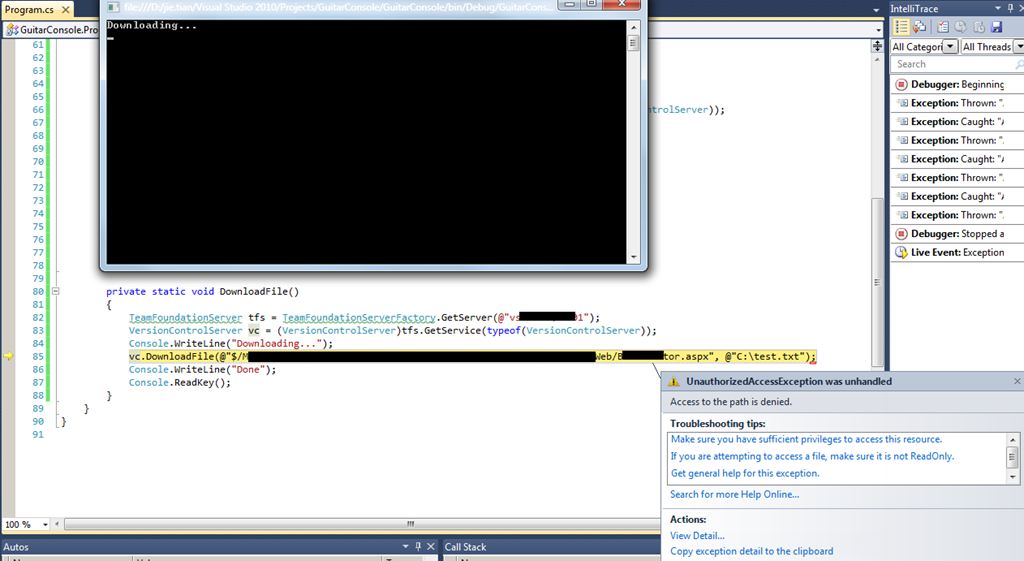 Program.cs
file:///D:/jie.lian/Visual Studio 2010/Projects/GuitarConsole/GuitarConsole/bin/Debug/GuitarCons...
IntelliTrace
GuitarConsole.Pro
Downloading...
All Categori
All Threads
Search
Debugger: Beginning
Exception: Thrown: "
Exception: Caught: "A
Exception: Thrown: "
Exception: Caught: "A
Exception: Thrown: "
Exception: Caught: "A
Exception: Thrown: "
Debugger: Stopped a
Live Event: Exception
61
62
63
64
65
66 ntrolServer));
67
68
69
70
71
72
73
74
75
76
77
78
79
80 private static void DownloadFile()
81 {
82 TeamFoundationServer tfs = TeamFoundationServerFactory.GetServer(@"vs 01");
83 VersionControlServer vc = (VersionControlServer)tfs.GetService(typeof(VersionControlServer));
84 Console.WriteLine("Downloading...");
85 vc.DownloadFile(@"$/M Web/B tor.aspx", @"C:\test.txt");
86 Console.WriteLine("Done");
87 Console.ReadKey();
88 }
89 }
90 }
91
UnauthorizedAccessException was unhandled
Access to the path is denied.
Troubleshooting tips:
Make sure you have sufficient privileges to access this resource.
If you are attempting to access a file, make sure it is not ReadOnly.
Get general help for this exception.
Search for more Help Online...
Actions:
View Detail...
Copy exception detail to the clipboard
100 %
Autos
Call Stack